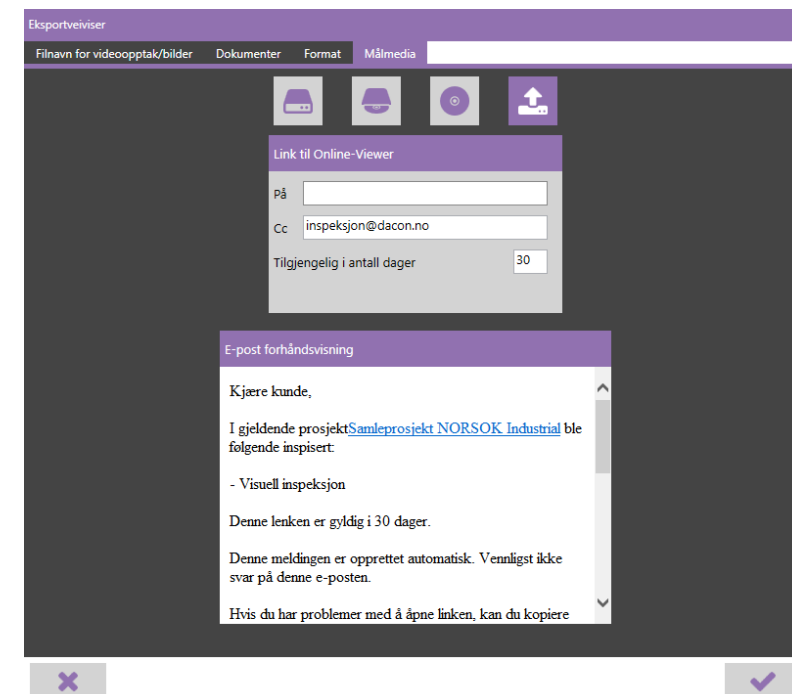 Eksportveiviser
Filnavn for videoopptak/bilder Dokumenter Format Målmedia
Link til Online-Viewer
På
Cc inspeksjon@dacon.no
Tilgjengelig i antall dager 30
E-post forhåndsvisning
Kjære kunde,
I gjeldende prosjektSamleprosjekt NORSOK Industrial ble
følgende inspisert:
- Visuell inspeksjon
Denne lenken er gyldig i 30 dager.
Denne meldingen er opprettet automatisk. Vennligst ikke
svar på denne e-posten.
Hvis du har problemer med å åpne linken, kan du kopiere